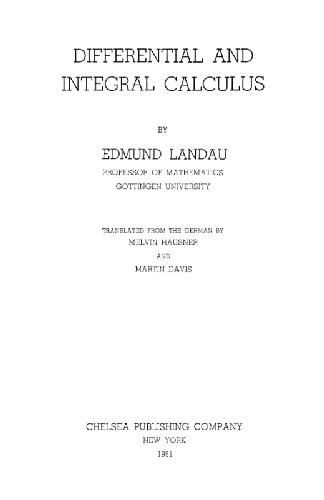 DIFFERENTIAL AND
INTEGRAL CALCULUS
BY
EDMUND LANDAU
PROFESSOR OF MATHEMATICS
GOTTINGEN UNIVERSITY
TRANSLATED FROM THE GERMAN BY
MELVIN HAUSNER
AND
MARTIN DAVIS
CHELSEA PUBLISHING COMPANY
NEW YORK
1951